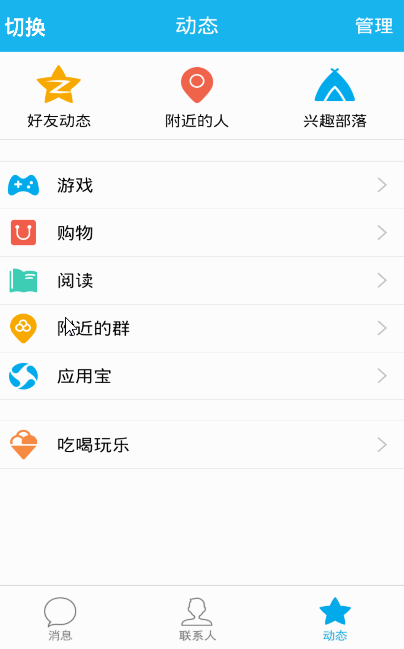 切换 动态 管理
好友动态 附近的人 兴趣部落
游戏
购物
阅读
附近的群
应用宝
吃喝玩乐
消息 联系人 动态